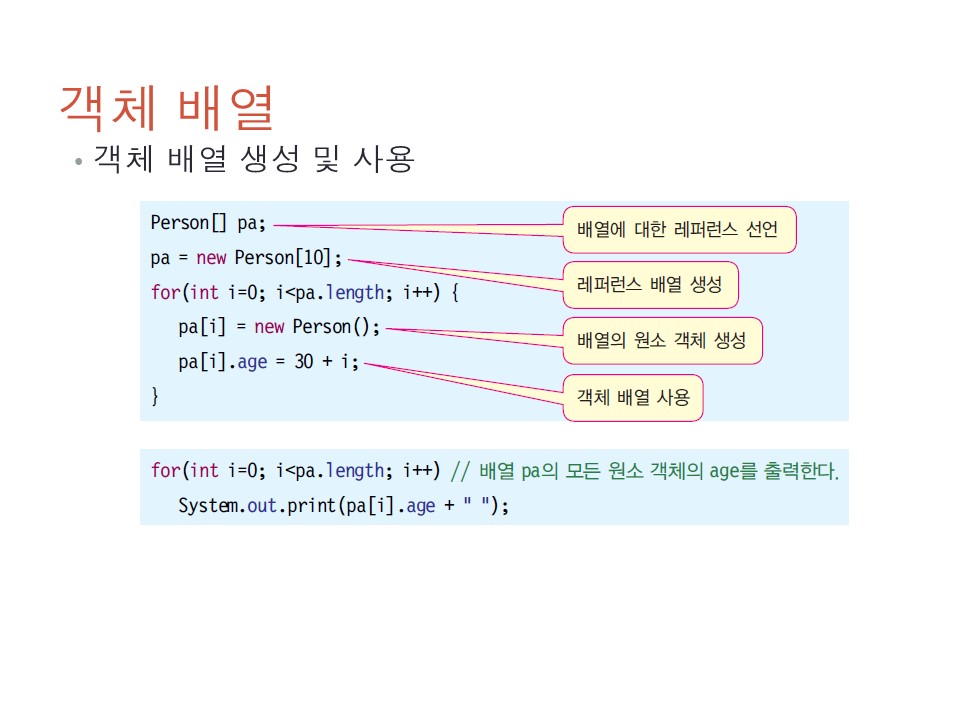 객체 배열
• 객체 배열 생성 및 사용
Person[] pa;
배열에 대한 레퍼런스 선언
pa = new Person[10];
레퍼런스 배열 생성
for(int i=0; i<pa.length; i++) {
pa[i] = new Person();
배열의 원소 객체 생성
pa[i].age = 30 + i;
객체 배열 사용
}
for(int i=0; i<pa.length; i++) // 배열 pa의 모든 원소 객체의 age를 출력한다.
System.out.print(pa[i].age + " ");